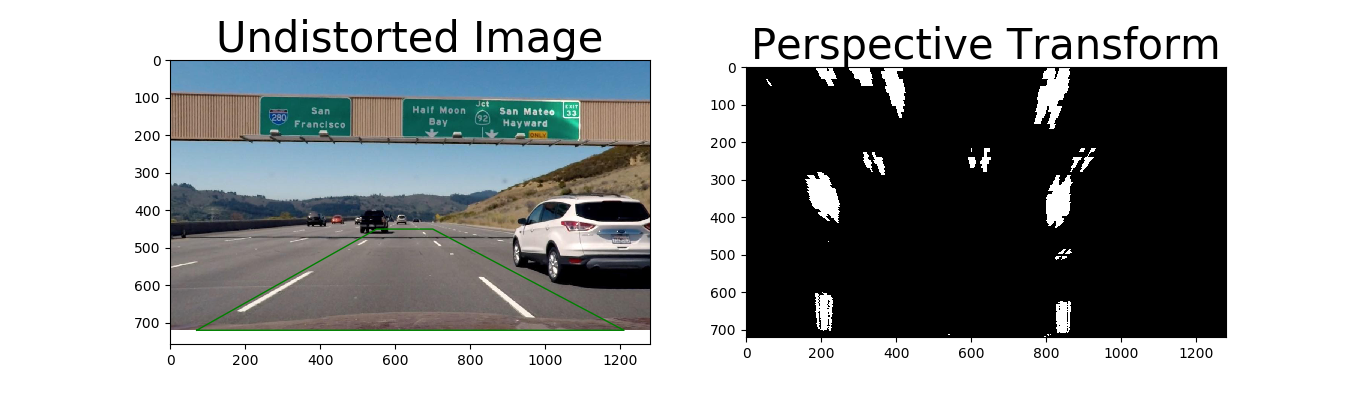 Undistorted Image
0
100
200
300
400
500
600
700
0 200 400 600 800 1000 1200
280
San
Francisco
Half Moon
Bay
Jct
92
San Mateo
Hayward
EXIT
33
ONLY
Perspective Transform
0
100
200
300
400
500
600
700
0 200 400 600 800 1000 1200